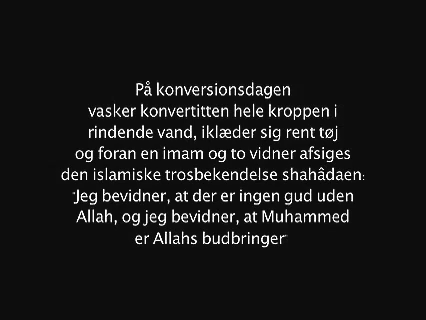 På konversionsdagen
vasker konvertitten hele kroppen i
rindende vand, iklæder sig rent tøj
og foran en imam og to vidner afsiges
den islamiske trosbekendelse shahâdaen:
"Jeg bevidner, at der er ingen gud uden
Allah, og jeg bevidner, at Muhammed
er Allahs budbringer"